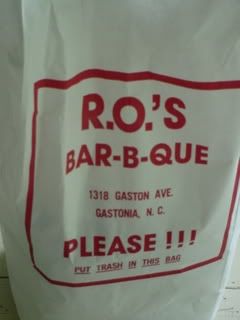 R.O.'S
BAR-B-QUE
1318 GASTON AVE.
GASTONIA, N. C.
PLEASE !!!
PUT TRASH IN THIS BAG